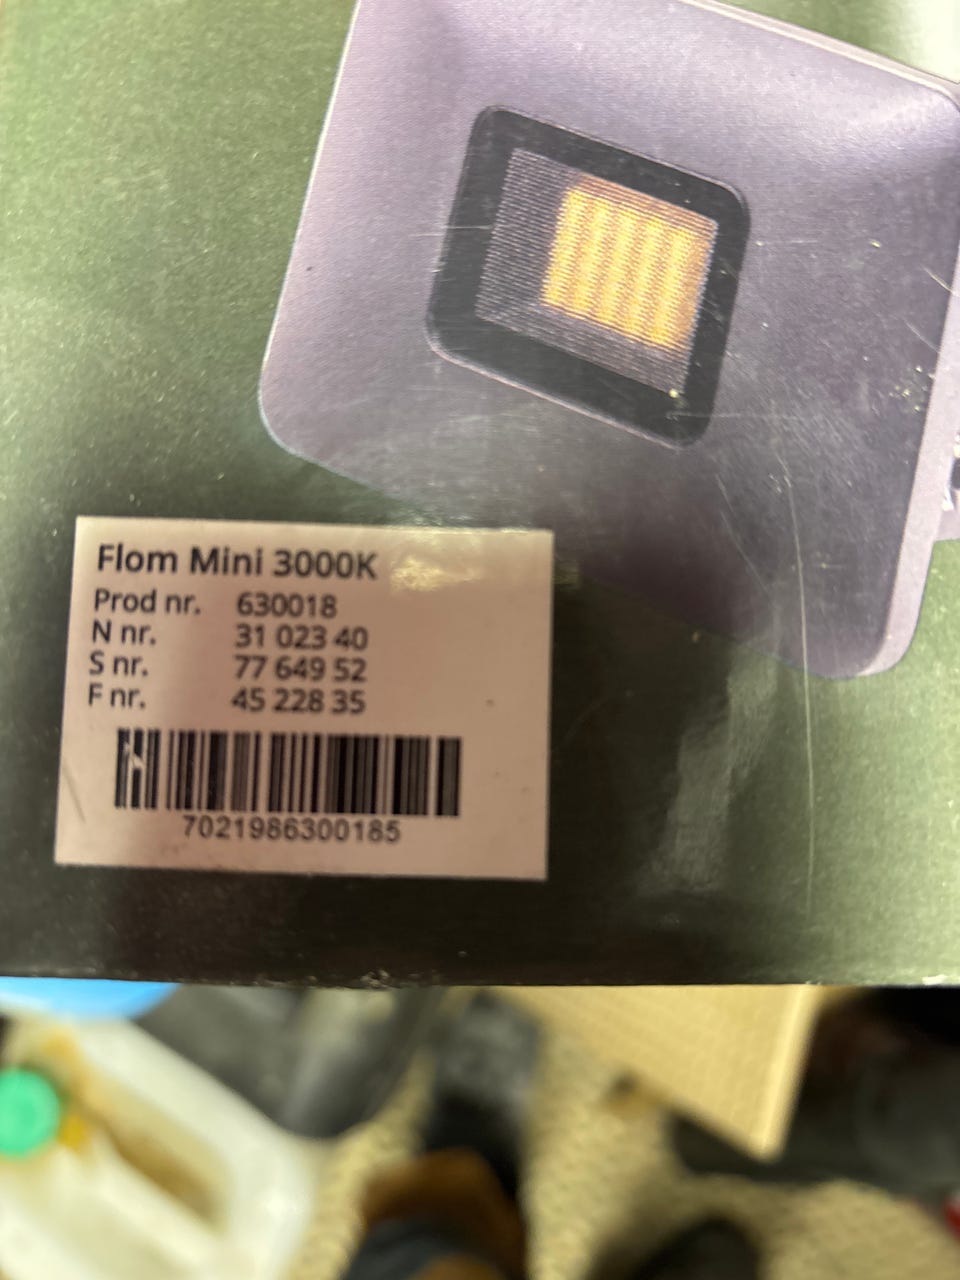 Flom Mini 3000K
Prod nr. 630018
N nr. 31 023 40
S nr. 77 649 52
F nr. 45 228 35
7021986300185